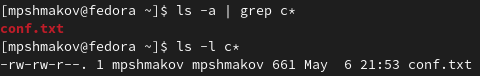 [mpshmakov@fedora ~]$ ls -a | grep c*
conf.txt
[mpshmakov@fedora ~]$ ls -l c*
-rw-rw-r--. 1 mpshmakov mpshmakov 661 May  6 21:53 conf.txt